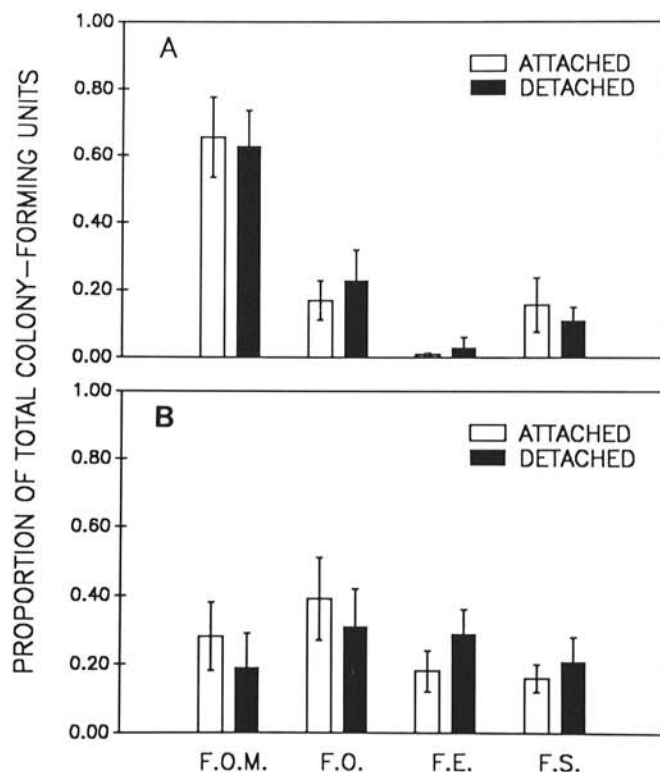 PROPORTION OF TOTAL COLONY-FORMING UNITS
A
ATTACHED
DETACHED
1.00
0.80
0.60
0.40
0.20
0.00
B
ATTACHED
DETACHED
1.00
0.80
0.60
0.40
0.20
0.00
F.O.M. F.O. F.E. F.S.